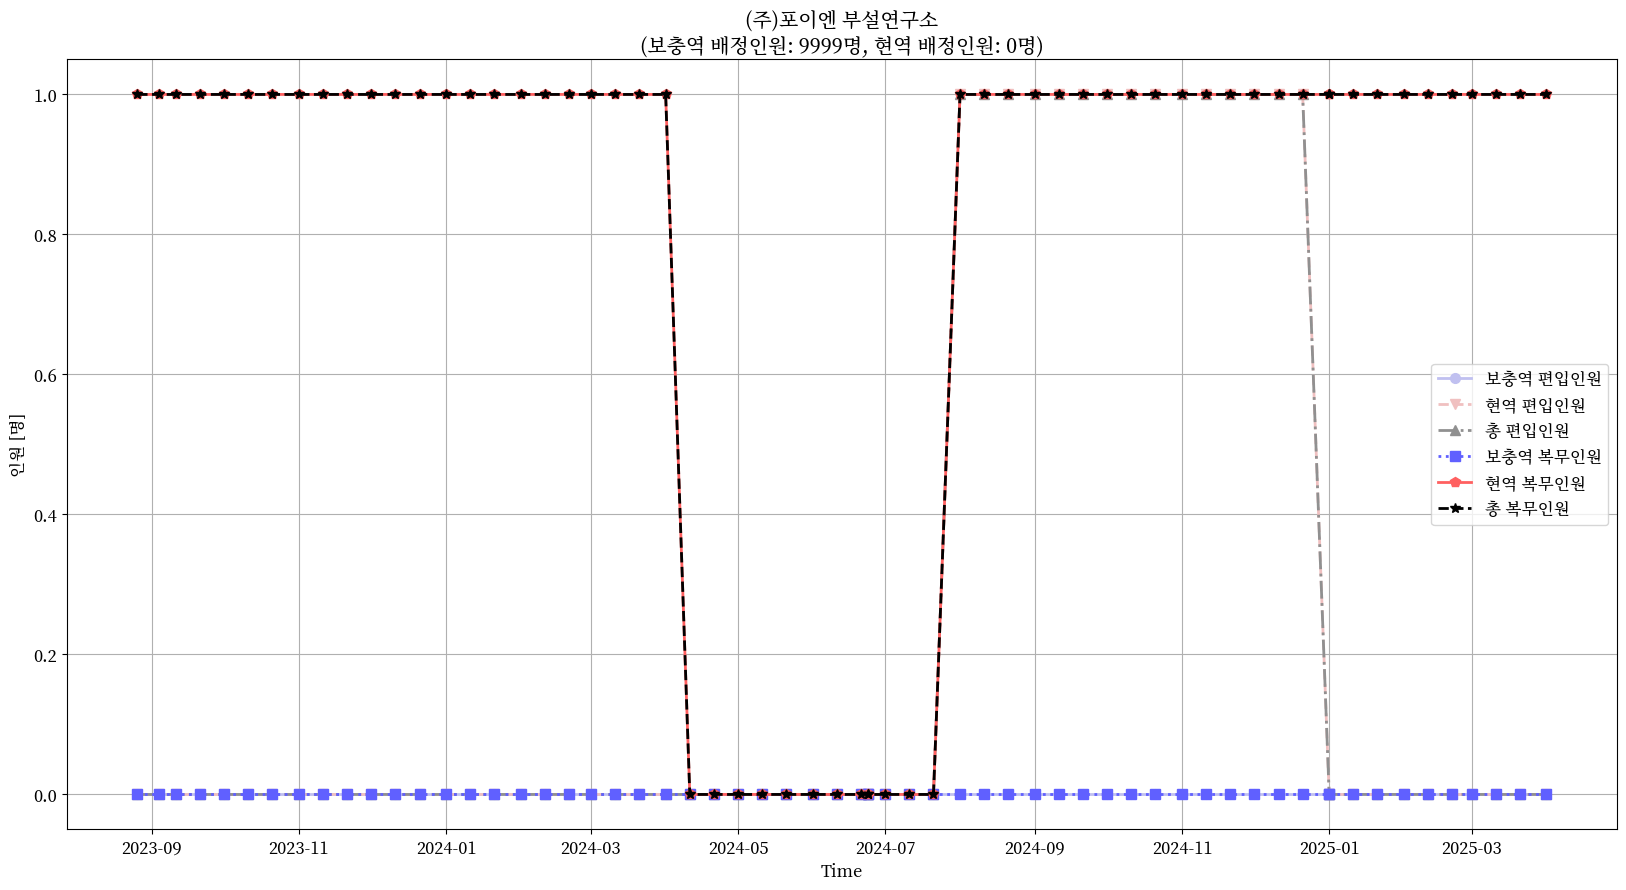 (주)포이엔 부설연구소
(보충역 배정인원: 9999명, 현역 배정인원: 0명)
1.0
0.8
0.6
0.4
0.2
0.0
인원 [명]
보충역 편입인원
현역 편입인원
총 편입인원
보충역 복무인원
현역 복무인원
총 복무인원
2023-09 2023-11 2024-01 2024-03 2024-05 2024-07 2024-09 2024-11 2025-01 2025-03
Time